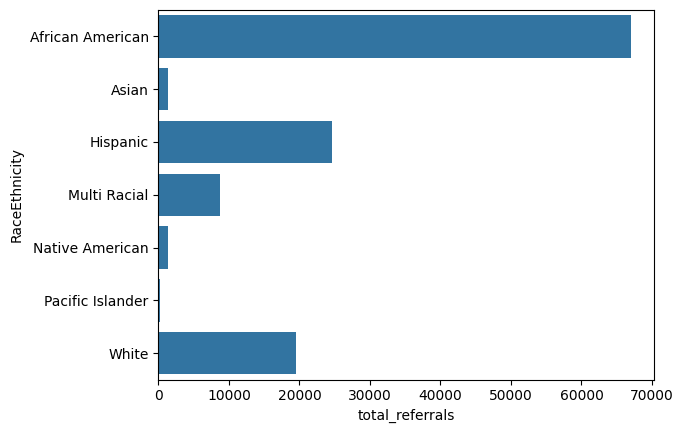 RaceEthnicity
African American
Asian
Hispanic
Multi Racial
Native American
Pacific Islander
White
0 10000 20000 30000 40000 50000 60000 70000
total_referrals